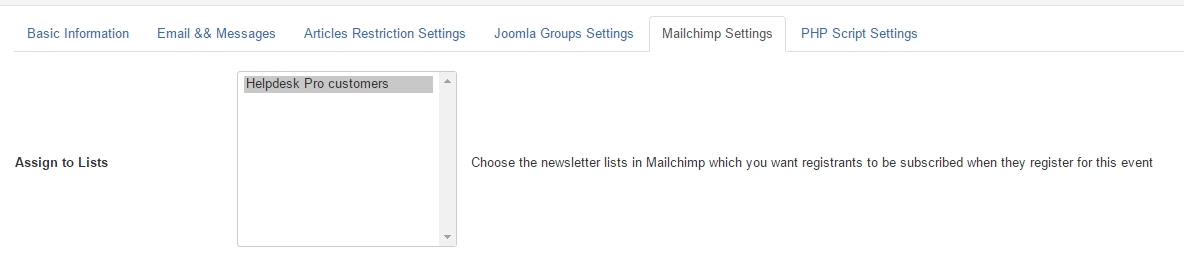 Basic Information Email && Messages Articles Restriction Settings Joomla Groups Settings Mailchimp Settings PHP Script Settings
Helpdesk Pro customers
Assign to Lists Choose the newsletter lists in Mailchimp which you want registrants to be subscribed when they register for this event